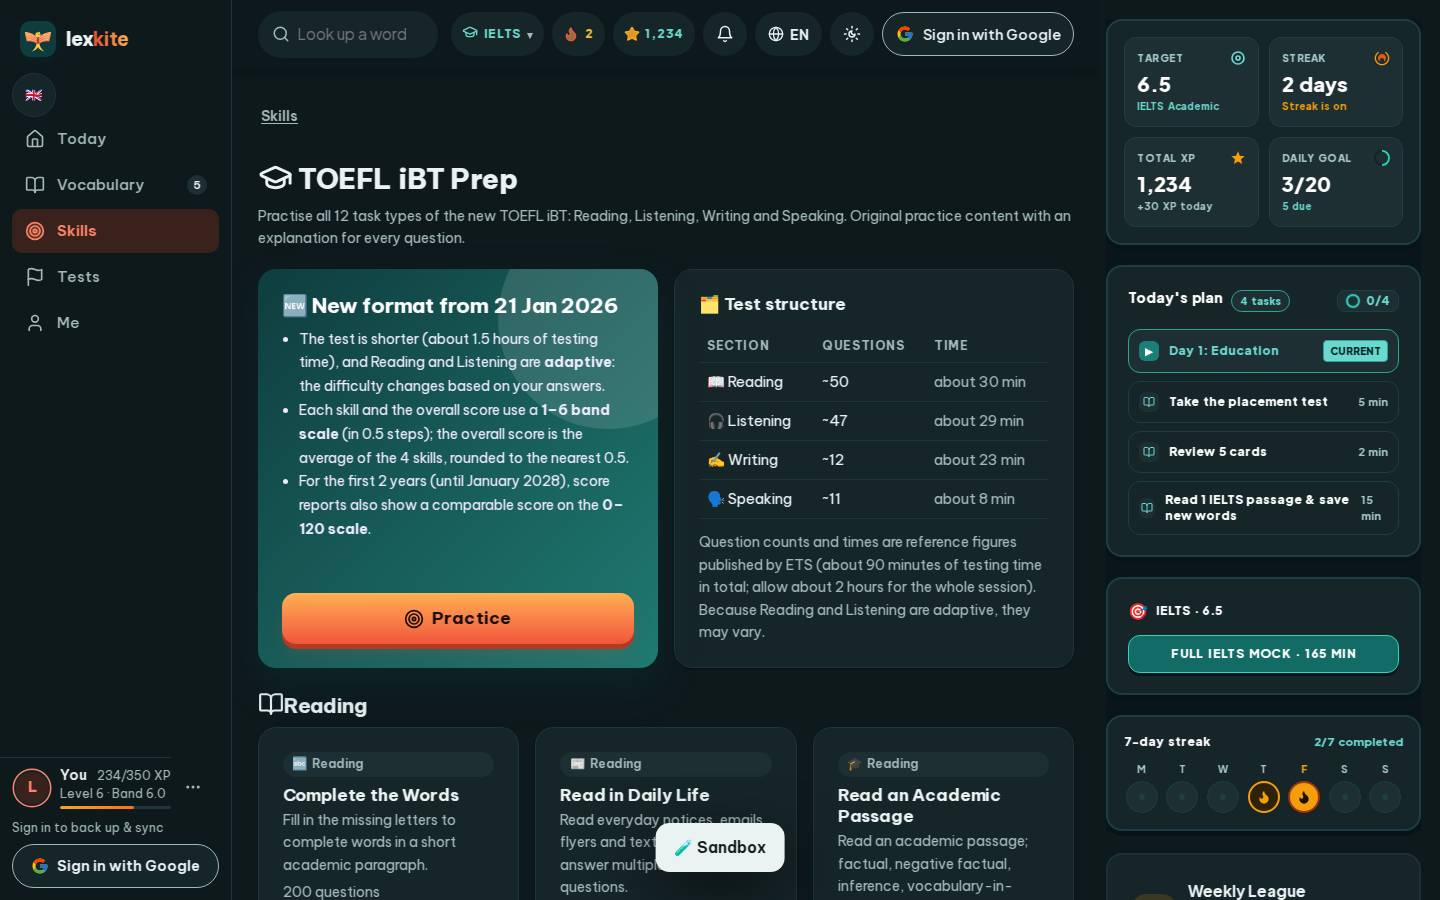 lexkite
Today
Vocabulary 5
Skills
Tests
Me
L You 234/350 XP
Level 6 · Band 6.0
Sign in to back up & sync
Sign in with Google
Look up a word
IELTS ▾
2
1,234
EN
Sign in with Google
Skills
TOEFL iBT Prep
Practise all 12 task types of the new TOEFL iBT: Reading, Listening, Writing and Speaking. Original practice content with an
explanation for every question.
NEW New format from 21 Jan 2026
• The test is shorter (about 1.5 hours of testing
time), and Reading and Listening are adaptive:
the difficulty changes based on your answers.
• Each skill and the overall score use a 1–6 band
scale (in 0.5 steps); the overall score is the
average of the 4 skills, rounded to the nearest 0.5.
• For the first 2 years (until January 2028), score
reports also show a comparable score on the 0–
120 scale.
Practice
Test structure
SECTION QUESTIONS TIME
Reading ~50 about 30 min
Listening ~47 about 29 min
Writing ~12 about 23 min
Speaking ~11 about 8 min
Question counts and times are reference figures
published by ETS (about 90 minutes of testing time
in total; allow about 2 hours for the whole session).
Because Reading and Listening are adaptive, they
may vary.
Reading
Reading
Complete the Words
Fill in the missing letters to
complete words in a short
academic paragraph.
200 questions
Reading
Read in Daily Life
Read everyday notices, emails,
flyers and
answer
questions.
Reading
Read an Academic
Passage
Read an academic passage;
factual, negative factual,
inference, vocabulary-in-
Sandbox
TARGET
6.5
IELTS Academic
STREAK
2 days
Streak is on
TOTAL XP
1,234
+30 XP today
DAILY GOAL
3/20
5 due
Today's plan 4 tasks 0/4
Day 1: Education CURRENT
Take the placement test 5 min
Review 5 cards 2 min
Read 1 IELTS passage & save 15
new words min
IELTS · 6.5
FULL IELTS MOCK · 165 MIN
7-day streak 2/7 completed
M T W T F S S
Weekly League